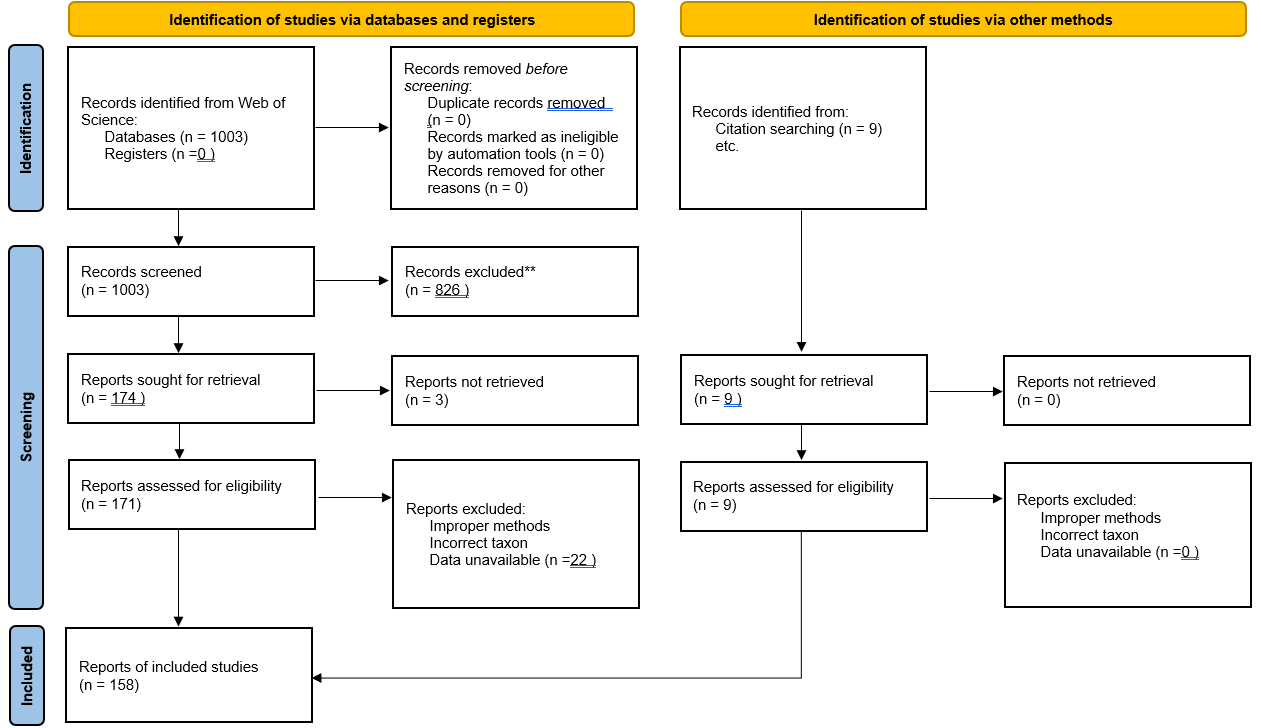 Identification of studies via databases and registers
Identification of studies via other methods
Identification
Records identified from Web of
Science:
Databases (n = 1003)
Registers (n =0 )
Records removed before
screening:
Duplicate records removed
(n = 0)
Records marked as ineligible
by automation tools (n = 0)
Records removed for other
reasons (n = 0)
Records identified from:
Citation searching (n = 9)
etc.
Screening
Records screened
(n = 1003)
Records excluded**
(n = 826 )
Reports sought for retrieval
(n = 174 )
Reports not retrieved
(n = 3)
Reports sought for retrieval
(n = 9 )
Reports not retrieved
(n = 0)
Reports assessed for eligibility
(n = 171)
Reports excluded:
Improper methods
Incorrect taxon
Data unavailable (n =22 )
Reports assessed for eligibility
(n = 9)
Reports excluded:
Improper methods
Incorrect taxon
Data unavailable (n =0 )
Included
Reports of included studies
(n = 158)